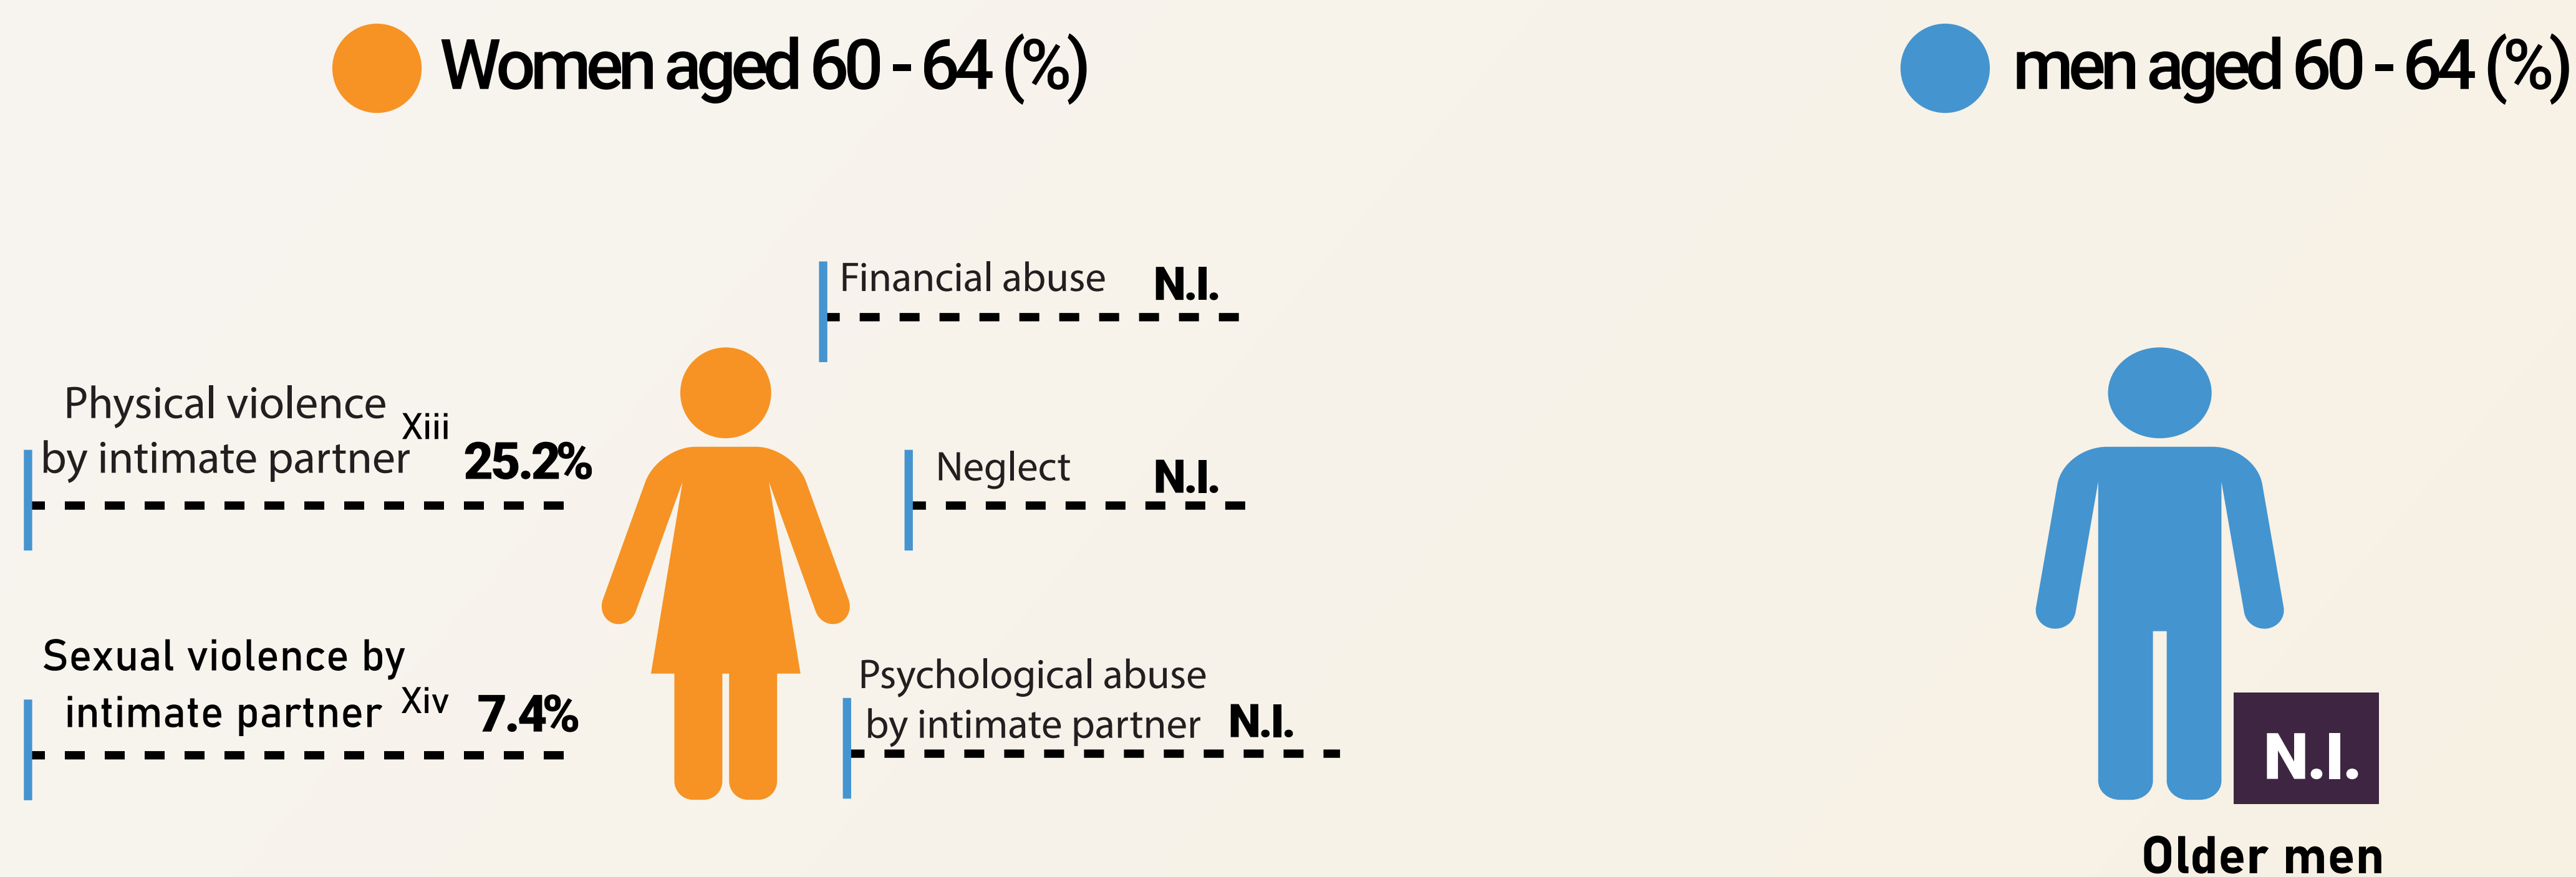 Women aged 60 - 64 (%)
men aged 60 - 64 (%)
Financial abuse N.I.
Physical violence
by intimate partner Xiii 25.2%
Neglect N.I.
Sexual violence by
intimate partner Xiv 7.4%
Psychological abuse
by intimate partner N.I.
N.I.
Older men